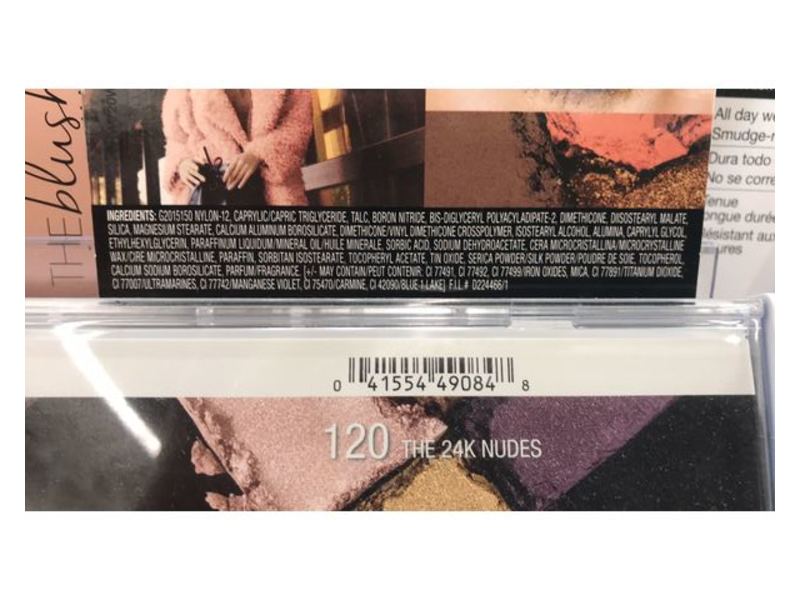 THE blush
All day we
Smudge-r
Dura todo
No se corre
Tenue
longue durée
Résistant aux
INGREDIENTS: G2015150 NYLON-12, CAPRYLIC/CAPRIC TRIGLYCERIDE, TALC, BORON NITRIDE, BIS-DIGLYCERYL POLYACYLADIPATE-2, DIMETHICONE, DIISOSTEARYL MALATE,
SILICA, MAGNESIUM STEARATE, CALCIUM ALUMINUM BOROSILICATE, DIMETHICONE/VINYL DIMETHICONE CROSSPOLYMER, ISOSTEARYL ALCOHOL, ALUMINA, CAPRYLYL GLYCOL,
ETHYLHEXYLGLYCERIN, PARAFFINUM LIQUIDUM/MINERAL OIL/HUILE MINERALE, SORBIC ACID, SODIUM DEHYDROACETATE, CERA MICROCRISTALLINA/MICROCRYSTALLINE
WAX/CIRE MICROCRISTALLINE, PARAFFIN, SORBITAN ISOSTEARATE, TOCOPHERYL ACETATE, TIN OXIDE, SERICA POWDER/SILK POWDER/POUDRE DE SOIE, TOCOPHEROL,
CALCIUM SODIUM BOROSILICATE, PARFUM/FRAGRANCE. [+/- MAY CONTAIN/PEUT CONTENIR: CI 77491, CI 77492, CI 77499/IRON OXIDES, MICA, CI 77891/TITANIUM DIOXIDE,
CI 77007/ULTRAMARINES, CI 77742/MANGANESE VIOLET, CI 75470/CARMINE, CI 42090/BLUE 1 LAKE] F.I.L.# D224466/1
0 41554 49084 8
120 THE 24K NUDES